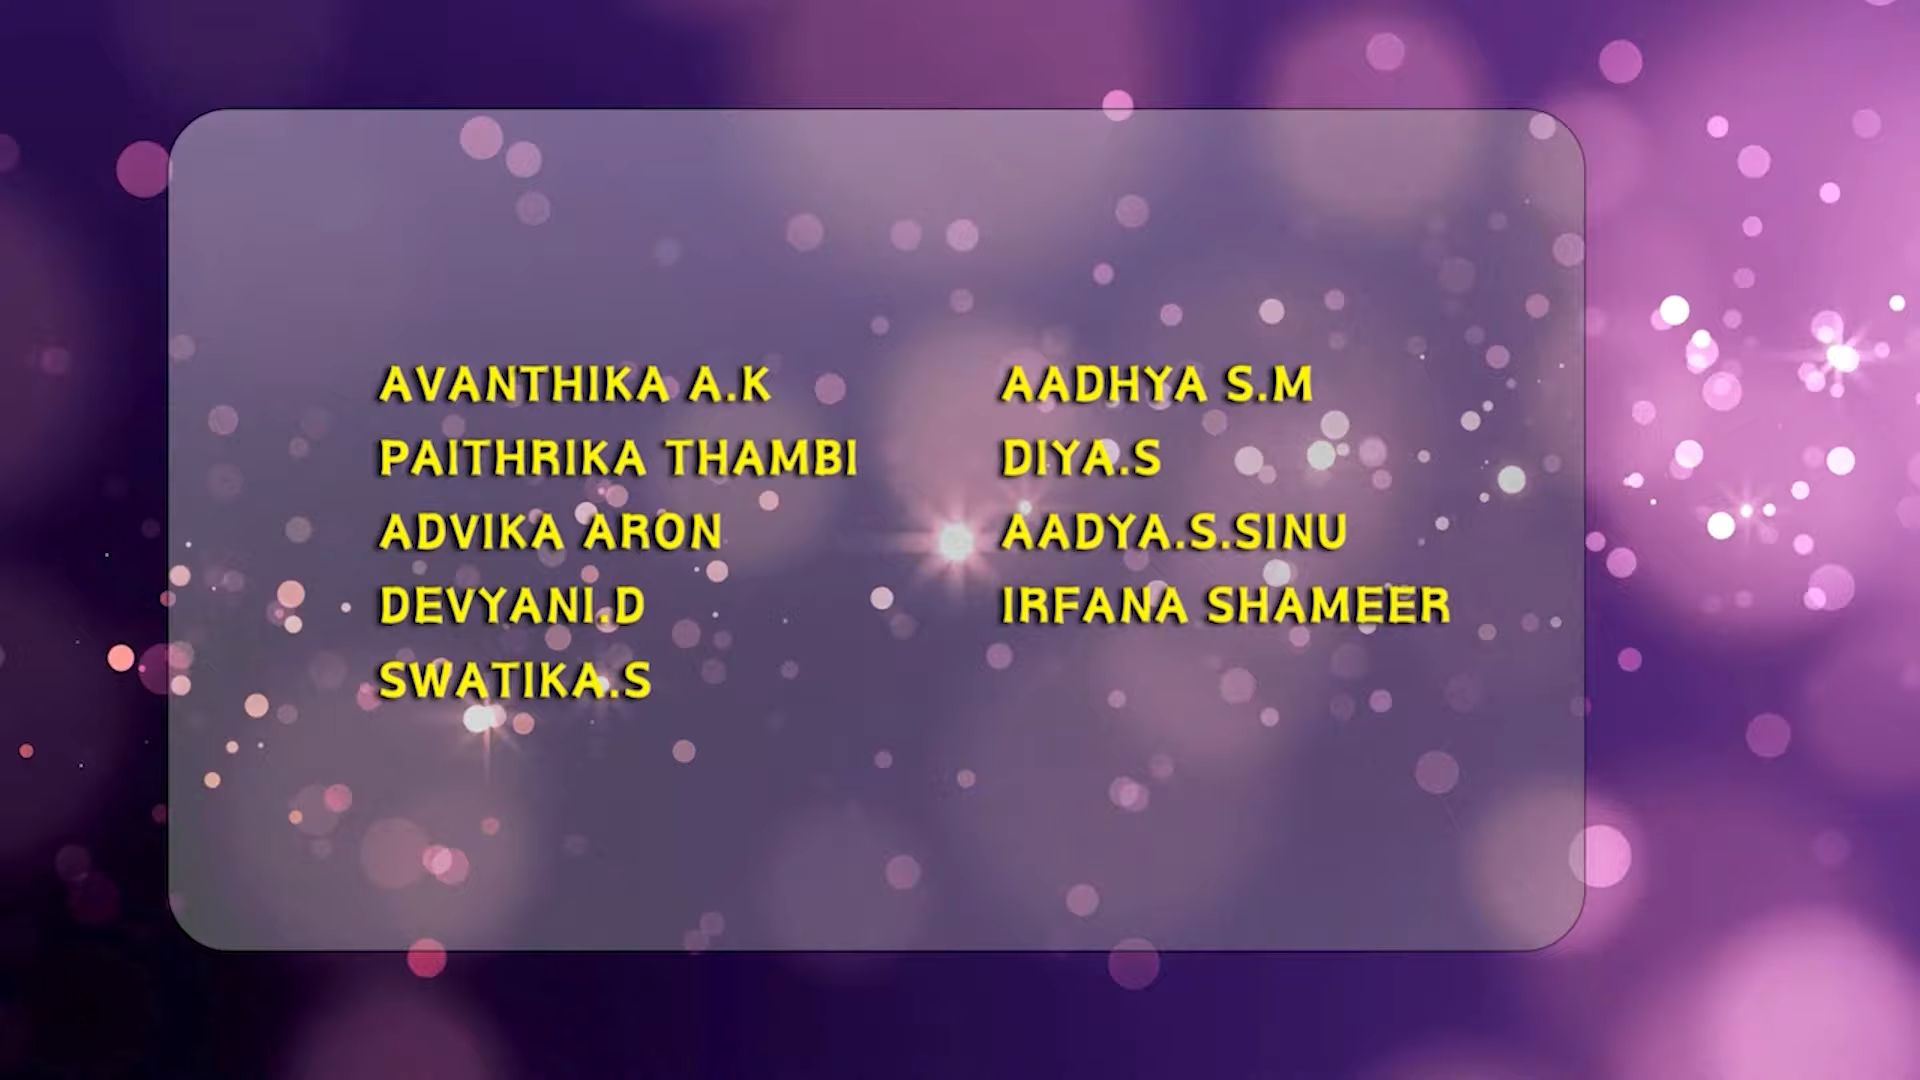 AVANTHIKA A.K
PAITHRIKA THAMBI
ADVIKA ARON
DEVYANI.D
SWATIKA.S
AADHYA S.M
DIYA.S
AADYA.S.SINU
IRFANA SHAMEER